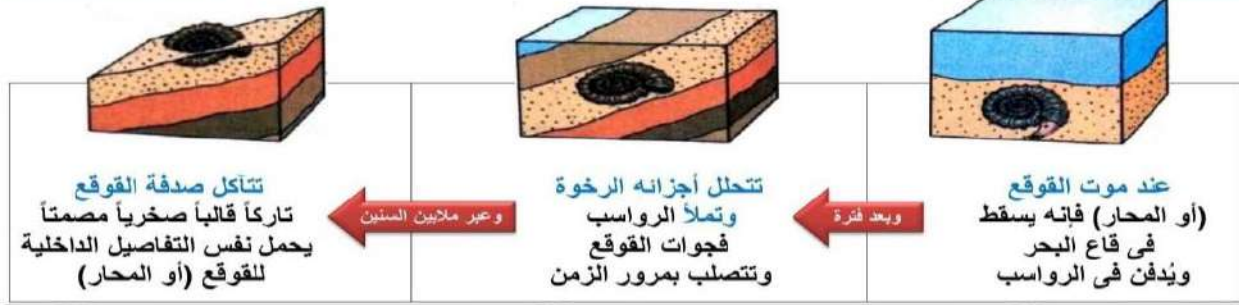 عند موت القوقع
(أو المحار) فإنه يسقط
فى قاع البحر
ويُدفن فى الرواسب
وبعد فترة
تتحلل أجزائه الرخوة
وتملأ الرواسب
فجوات القوقع
وتتصلب بمرور الزمن
وعبر ملايين السنين
تتآكل صدفة القوقع
تاركاً قالباً صخرياً مصمتاً
يحمل نفس التفاصيل الداخلية
للقوقع (أو المحار)